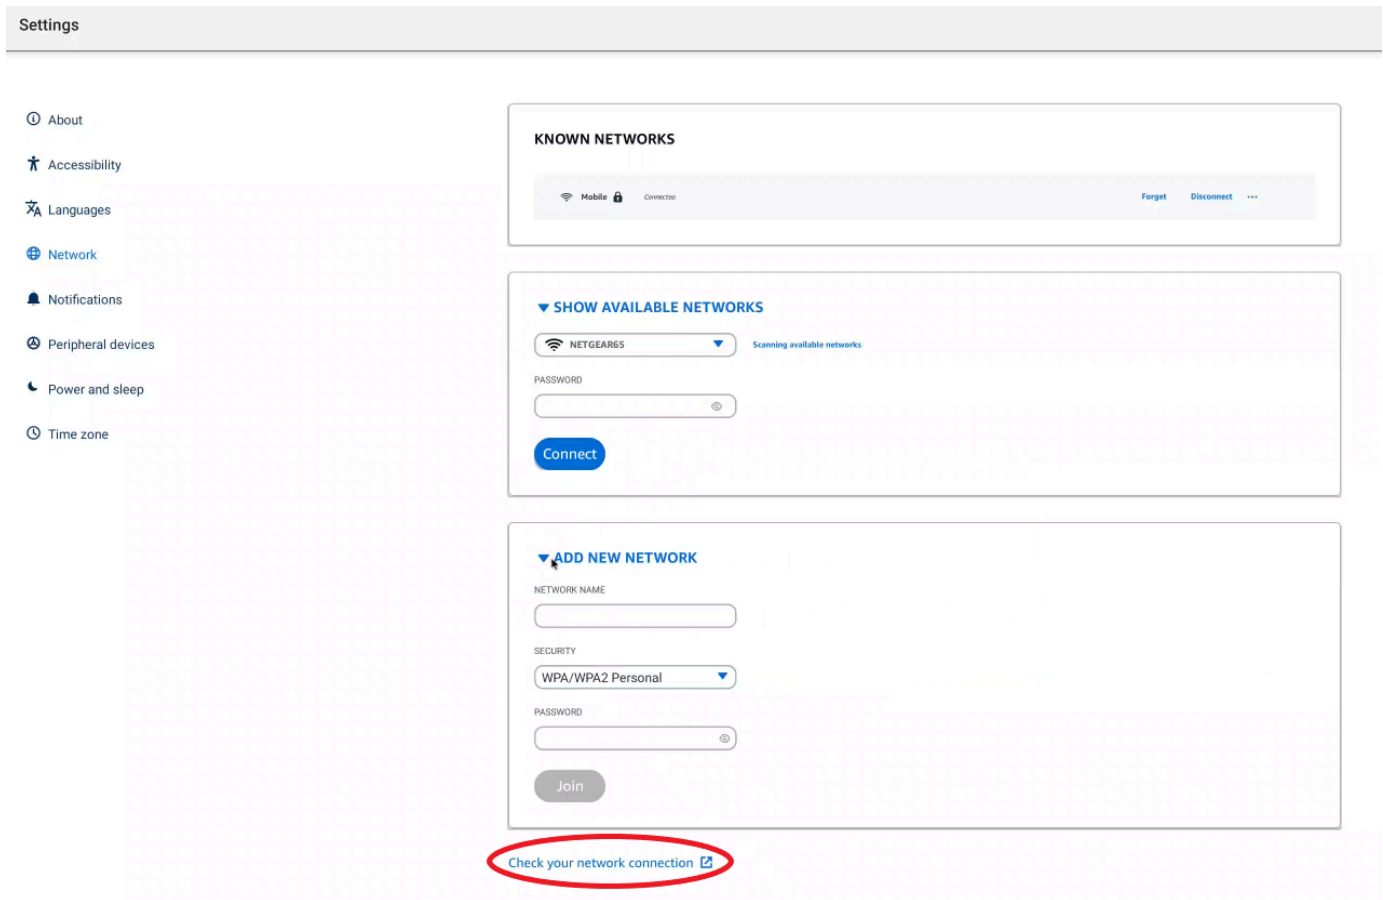 Settings
About
Accessibility
Languages
Network
Notifications
Peripheral devices
Power and sleep
Time zone
KNOWN NETWORKS
Mobile Connected Forget Disconnect ···
SHOW AVAILABLE NETWORKS
NETGEAR65 Scanning available networks
PASSWORD
Connect
ADD NEW NETWORK
NETWORK NAME
SECURITY
WPA/WPA2 Personal
PASSWORD
Join
Check your network connection